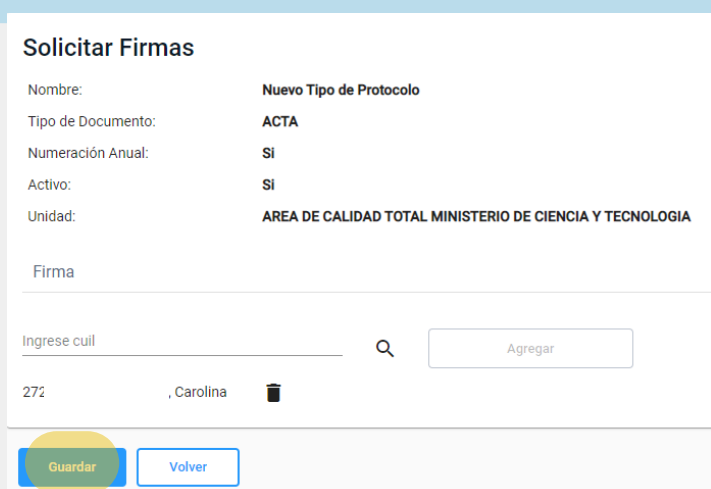 Solicitar Firmas
Nombre: Nuevo Tipo de Protocolo
Tipo de Documento: ACTA
Numeración Anual: Si
Activo: Si
Unidad: AREA DE CALIDAD TOTAL MINISTERIO DE CIENCIA Y TECNOLOGIA
Firma
Ingrese cuil Agregar
272 , Carolina
Guardar Volver